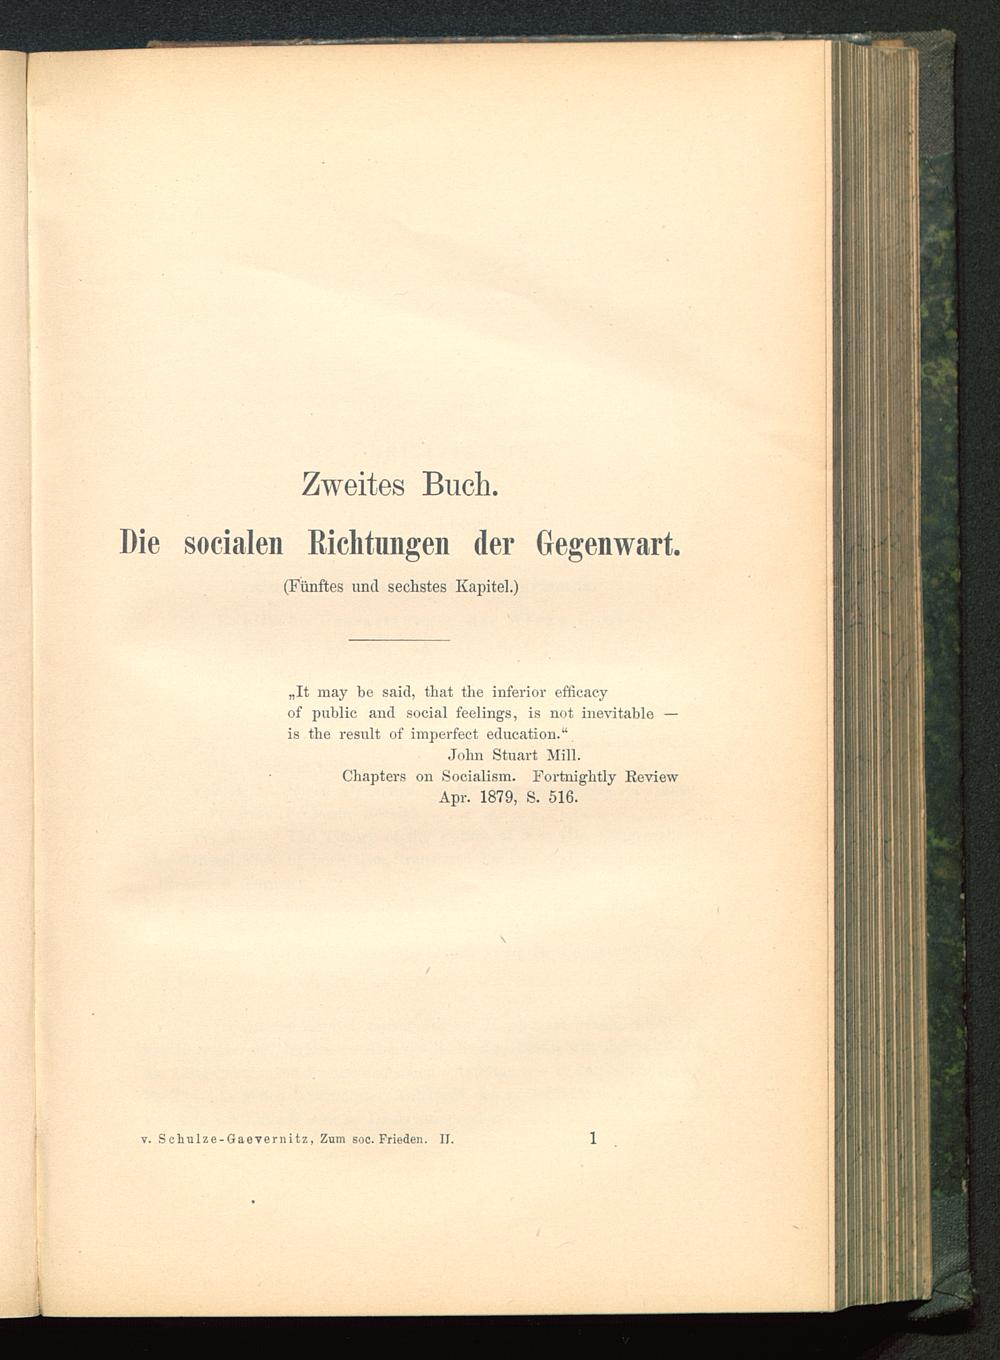 Zweites Buch.
Die socialen Richtungen der Gegenwart.
(Fünftes und sechstes Kapitel.)
„It may be said, that the inferior efficacy
of public and social feelings, is not inevitable —
is the result of imperfect education.“
John Stuart Mill.
Chapters on Socialism. Fortnightly Review
Apr. 1879, S. 516.
v. Schulze-Gaevernitz, Zum soc. Frieden. II. 1